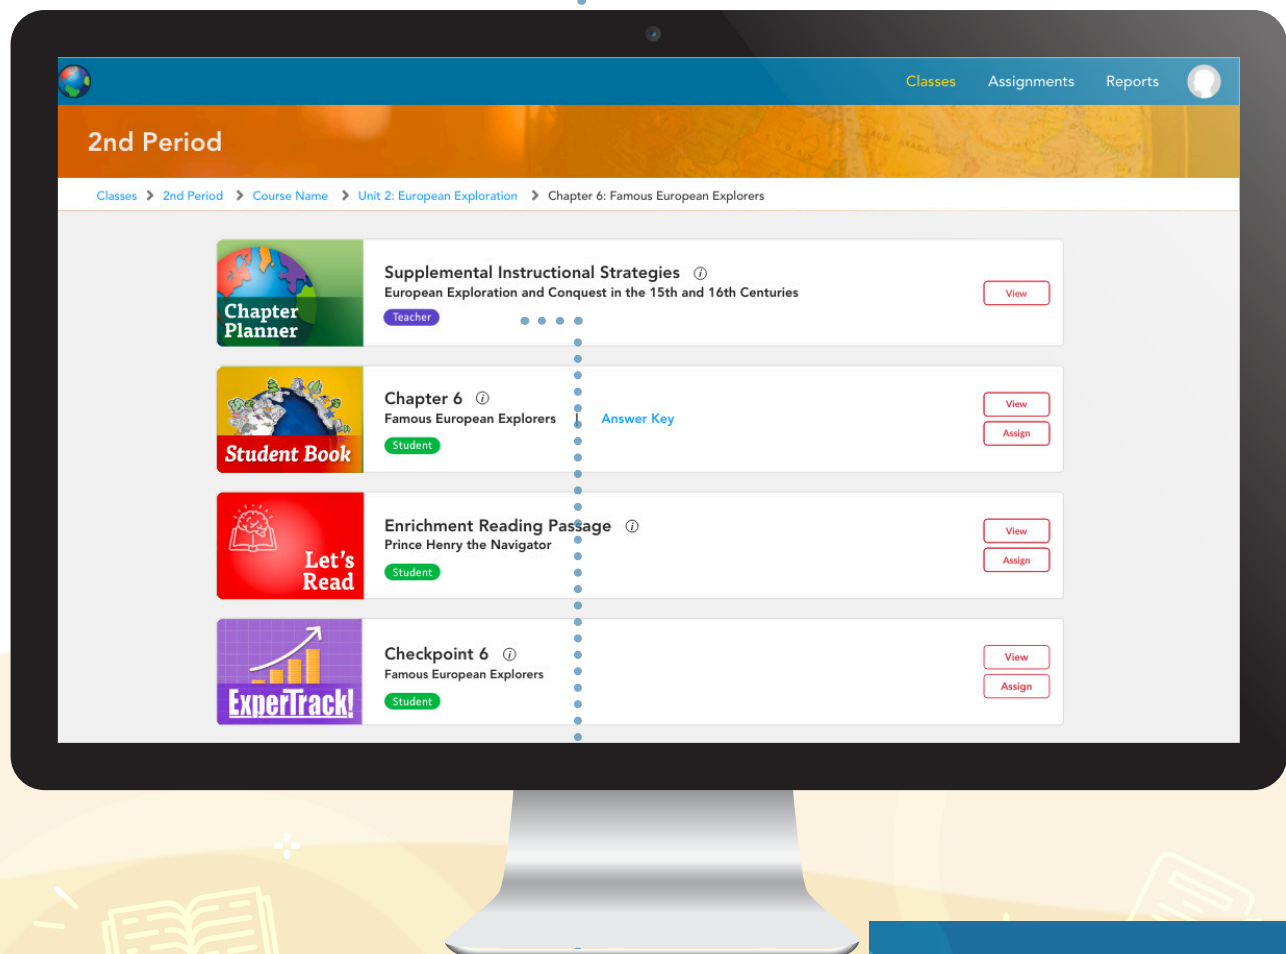 Classes Assignments Reports
2nd Period
Classes > 2nd Period > Course Name > Unit 2: European Exploration > Chapter 6: Famous European Explorers
Chapter
Planner
Supplemental Instructional Strategies i
European Exploration and Conquest in the 15th and 16th Centuries
Teacher
View
Student Book
Chapter 6 i
Famous European Explorers | Answer Key
Student
View
Assign
Let's
Read
Enrichment Reading Passage i
Prince Henry the Navigator
Student
View
Assign
ExperTrack!
Checkpoint 6 i
Famous European Explorers
Student
View
Assign